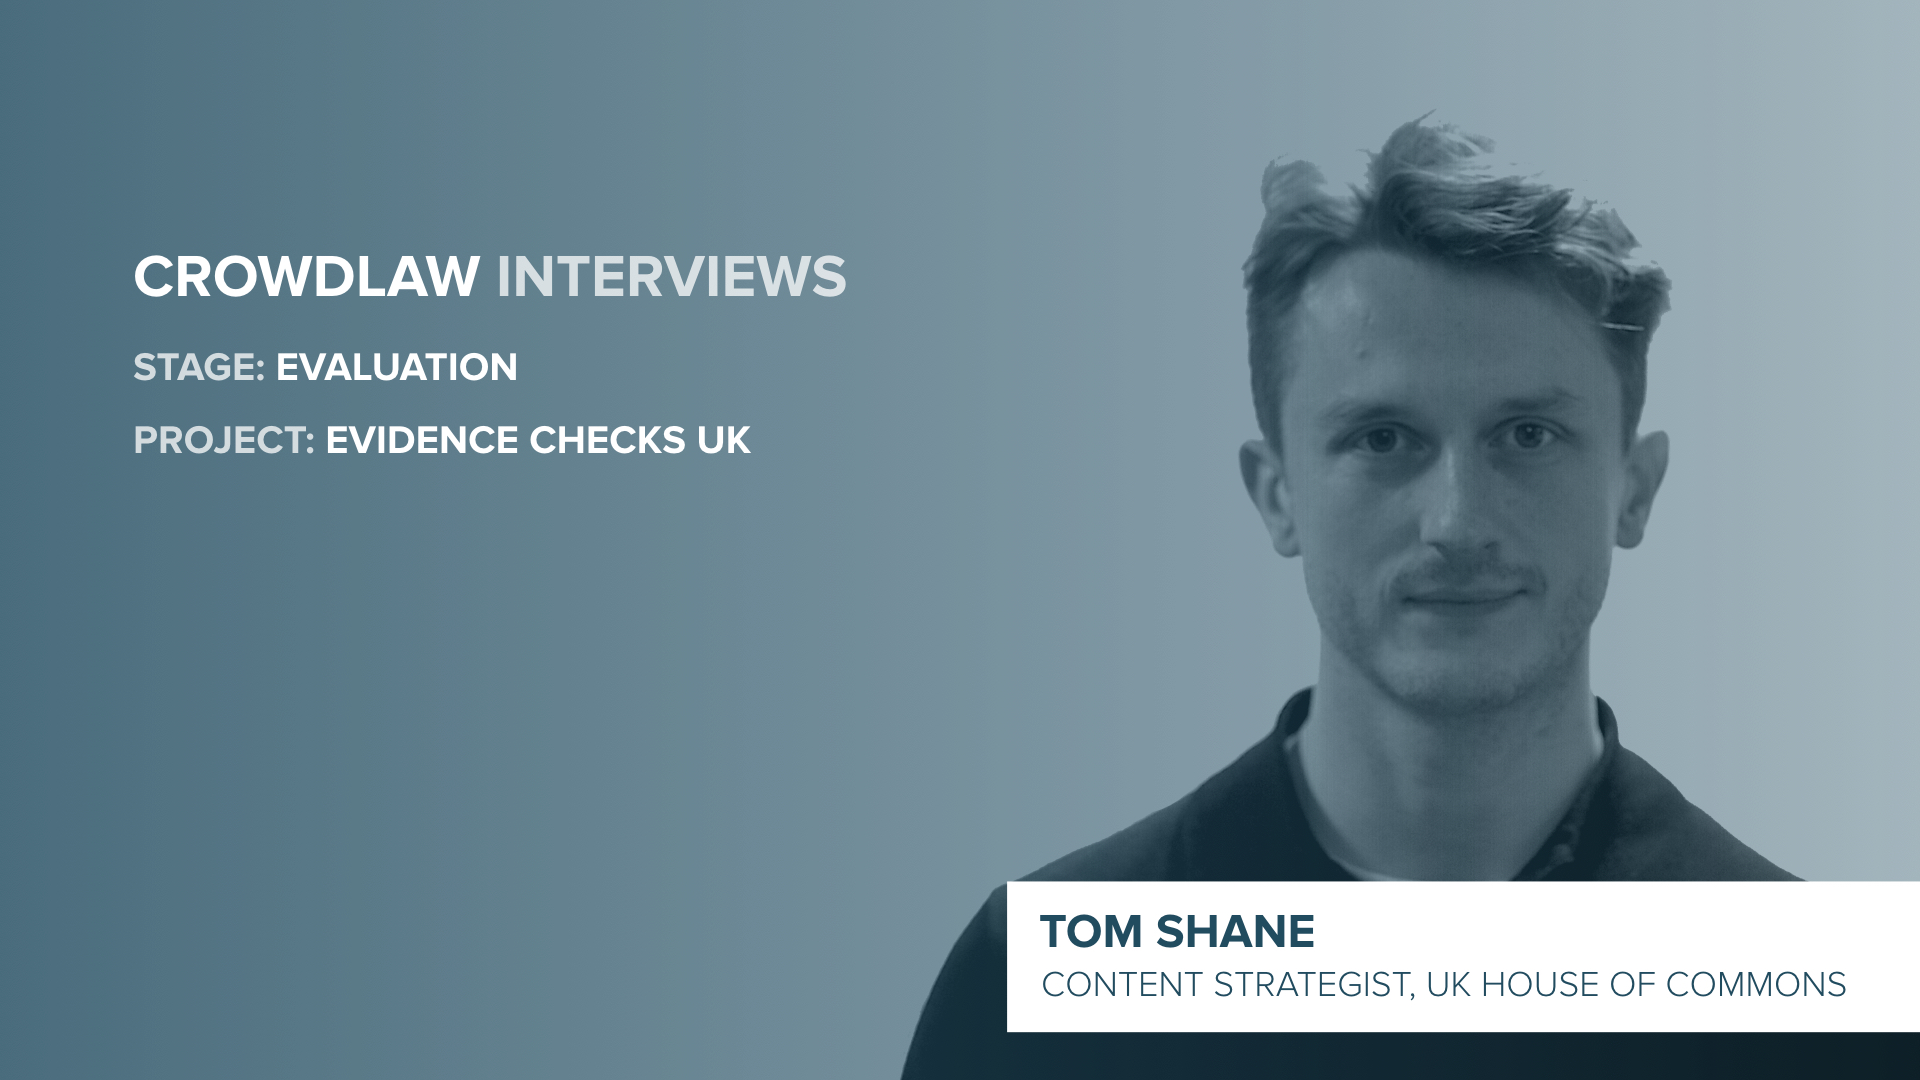 CROWDLAW INTERVIEWS
STAGE: EVALUATION
PROJECT: EVIDENCE CHECKS UK
TOM SHANE
CONTENT STRATEGIST, UK HOUSE OF COMMONS